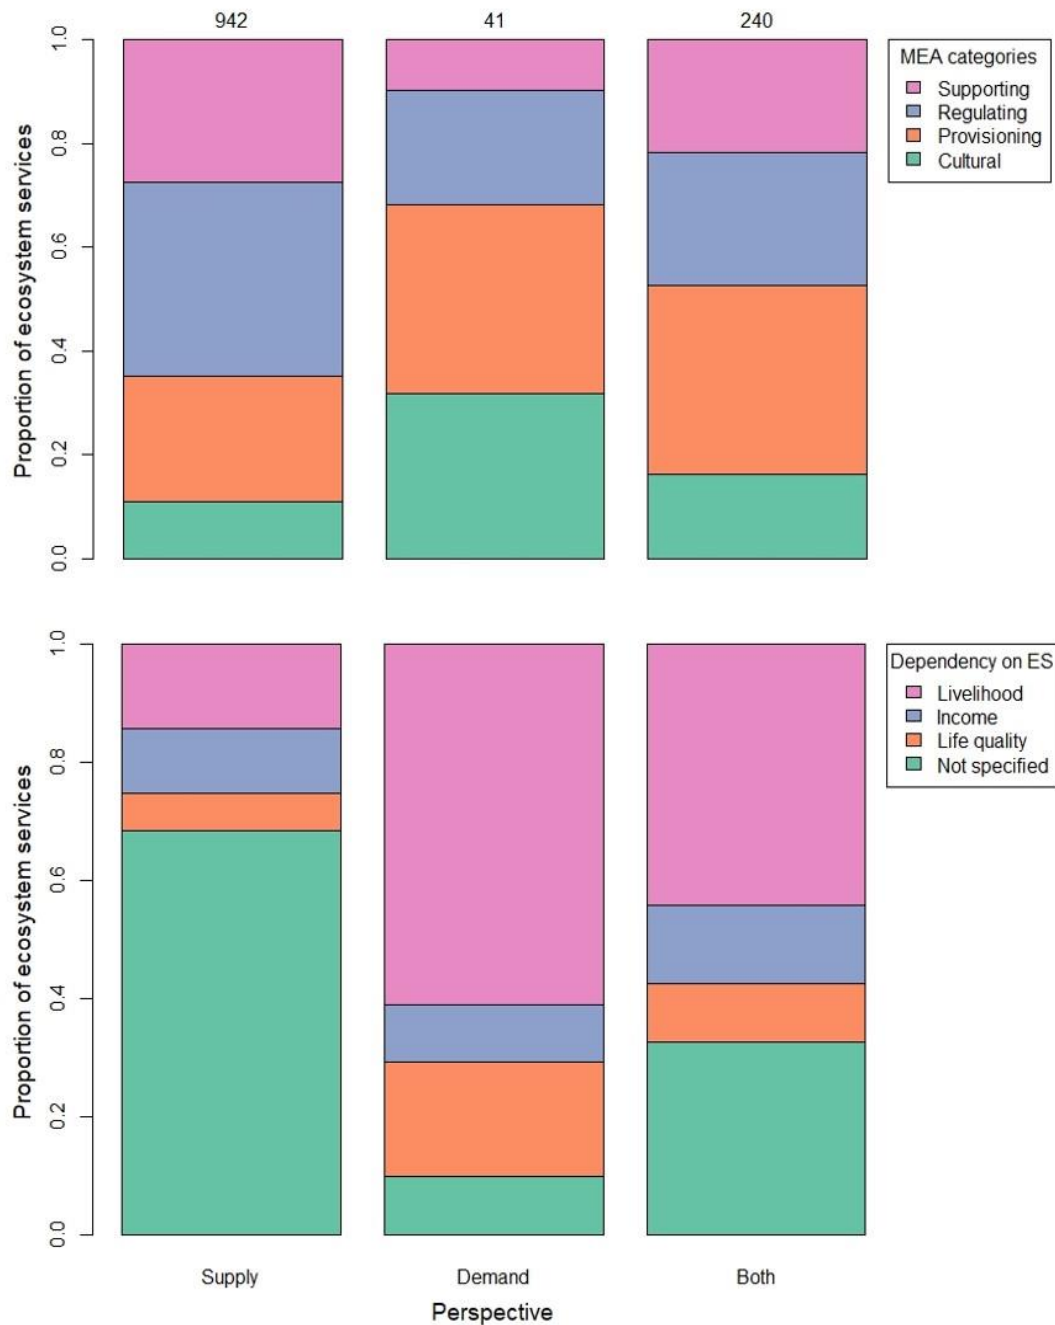 942 41 240
Proportion of ecosystem services
0.0 0.2 0.4 0.6 0.8 1.0
MEA categories
Supporting
Regulating
Provisioning
Cultural
Proportion of ecosystem services
0.0 0.2 0.4 0.6 0.8 1.0
Dependency on ES
Livelihood
Income
Life quality
Not specified
Supply Demand Both
Perspective